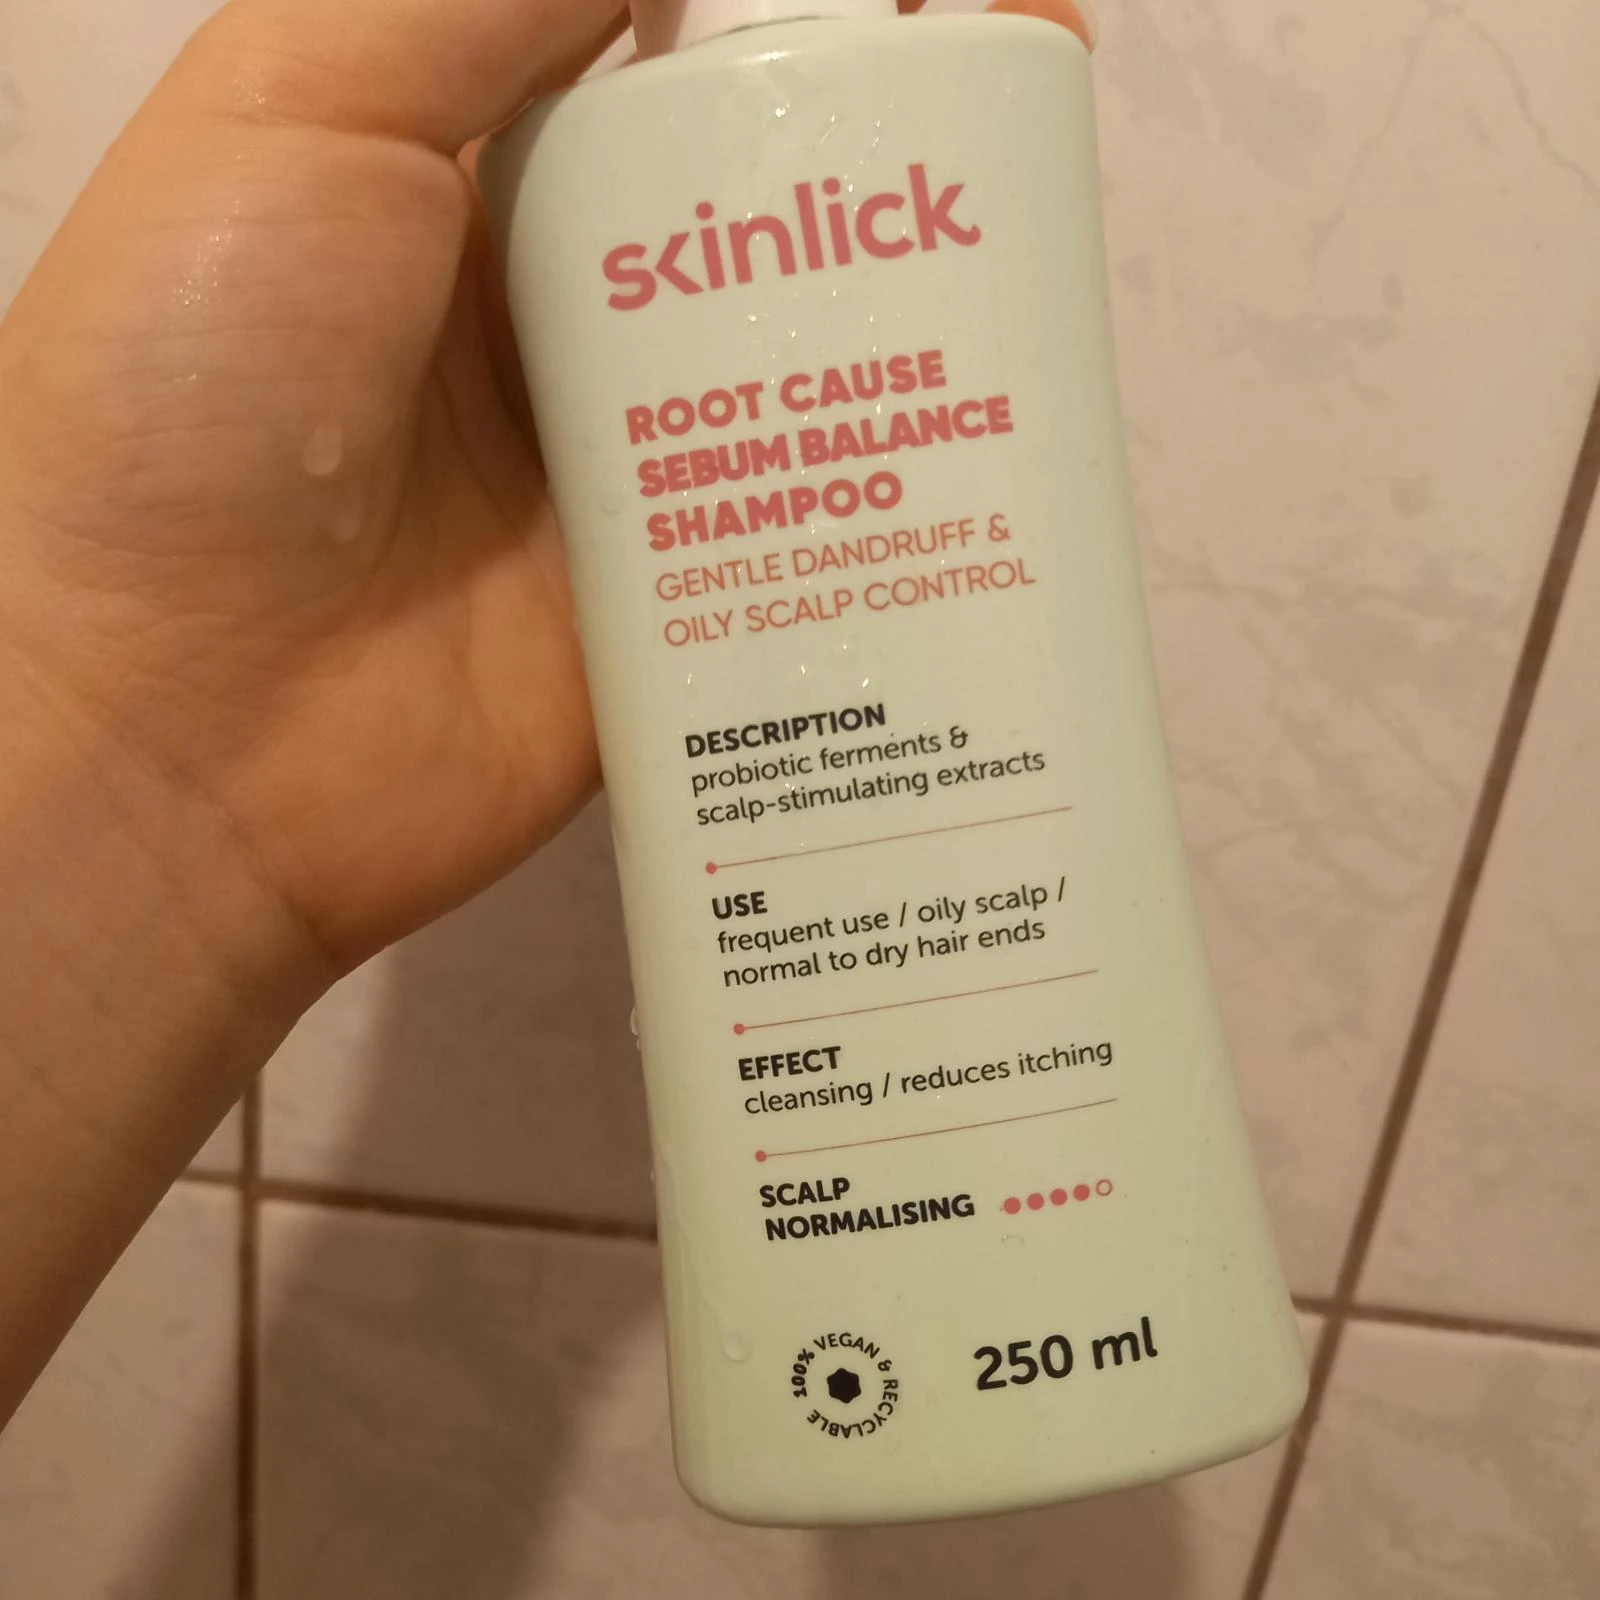 skinlick
ROOT CAUSE
SEBUM BALANCE
SHAMPOO
GENTLE DANDRUFF &
OILY SCALP CONTROL
DESCRIPTION
probiotic ferments &
scalp-stimulating extracts
USE
frequent use / oily scalp /
normal to dry hair ends
EFFECT
cleansing / reduces itching
SCALP
NORMALISING
100% VEGAN & RECYCLABLE
250 ml